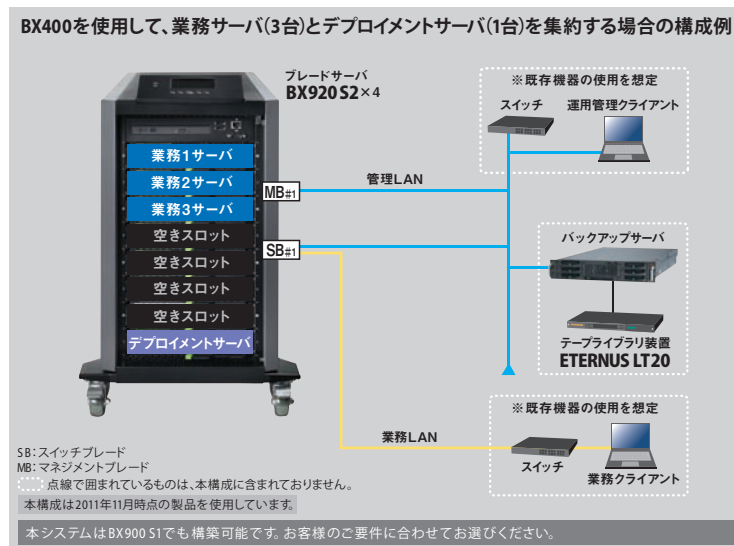 BX400を使用して、業務サーバ(3台)とデプロイメントサーバ(1台)を集約する場合の構成例
ブレードサーバ
BX920 S2×4
業務1サーバ
業務2サーバ
業務3サーバ
空きスロット
空きスロット
空きスロット
空きスロット
デプロイメントサーバ
MB#1
SB#1
管理LAN
業務LAN
※既存機器の使用を想定
スイッチ
運用管理クライアント
バックアップサーバ
テープライブラリ装置
ETERNUS LT20
※既存機器の使用を想定
スイッチ
業務クライアント
SB:スイッチブレード
MB:マネジメントブレード
点線で囲まれているものは、本構成に含まれておりません。
本構成は2011年11月時点の製品を使用しています。
本システムはBX900 S1でも構築可能です。お客様のご要件に合わせてお選びください。